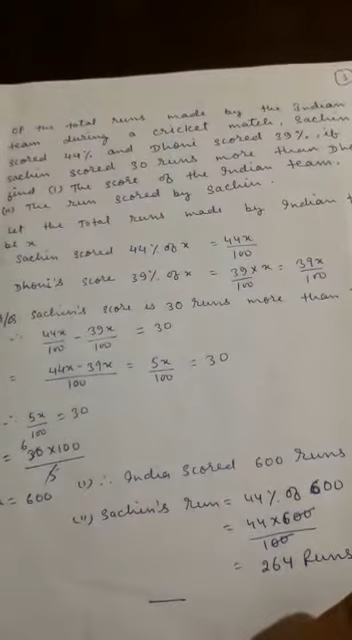 1
Of the total runs made by the Indian
team during a cricket match, Sachin
scored 44% and Dhoni scored 39%, if
Sachin scored 30 runs more than
find (i) The score of the Indian team.
(ii) The run scored by Sachin.
Let the Total runs made by Indian
be x
Sachin scored 44% of x = 44x/100
Dhoni's score 39% of x = 39/100 × x = 39x/100
Sachin's score is 30 runs more than
∴ 44x/100 - 39x/100 = 30
= 44x-39x/100 = 5x/100 = 30
∴ 5x/100 = 30
= 6 30×100/5
= 600 (i) ∴ India scored 600 runs
(ii) Sachin's run = 44% of 600
= 44×600/100
= 264 Runs